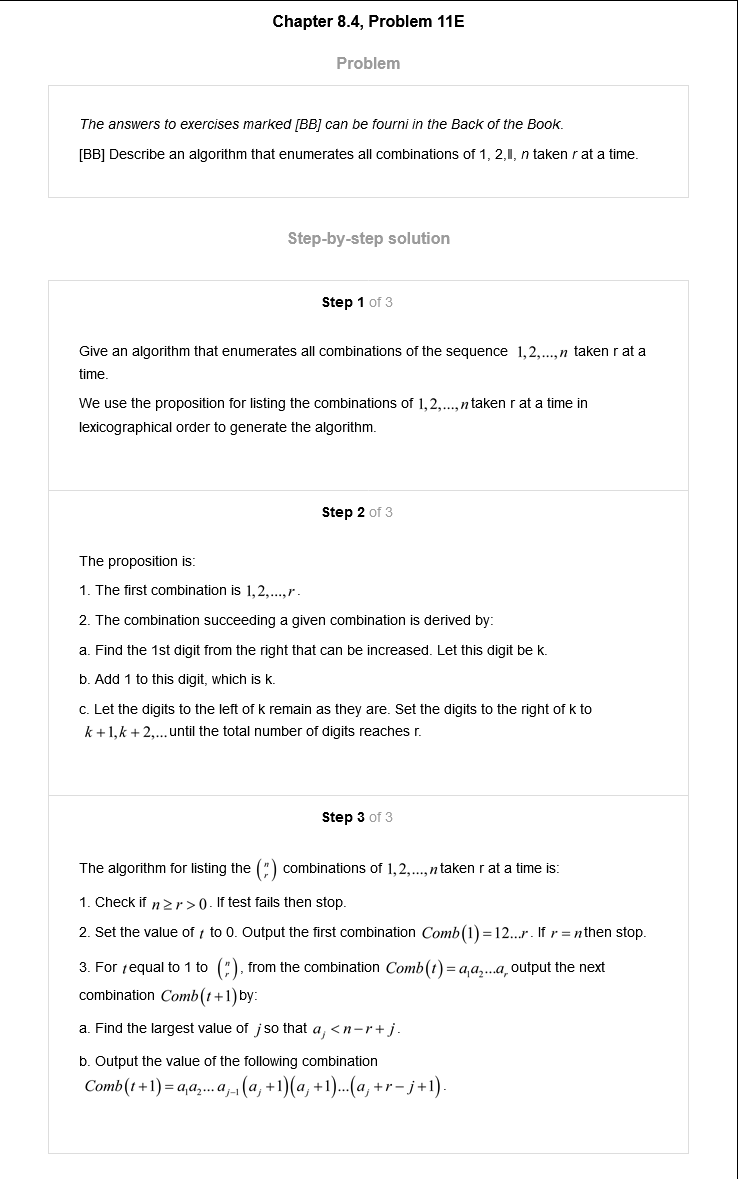 Chapter 8.4, Problem 11E
Problem
The answers to exercises marked [BB] can be fourni in the Back of the Book.
[BB] Describe an algorithm that enumerates all combinations of 1, 2,‖, n taken r at a time.
Step-by-step solution
Step 1 of 3
Give an algorithm that enumerates all combinations of the sequence 1,2,...,n taken r at a
time.
We use the proposition for listing the combinations of 1,2,...,n taken r at a time in
lexicographical order to generate the algorithm.
Step 2 of 3
The proposition is:
1. The first combination is 1,2,...,r.
2. The combination succeeding a given combination is derived by:
a. Find the 1st digit from the right that can be increased. Let this digit be k.
b. Add 1 to this digit, which is k.
c. Let the digits to the left of k remain as they are. Set the digits to the right of k to
k+1,k+2,... until the total number of digits reaches r.
Step 3 of 3
The algorithm for listing the (n r) combinations of 1,2,...,n taken r at a time is:
1. Check if n≥r>0. If test fails then stop.
2. Set the value of t to 0. Output the first combination Comb(1)=12...r. If r=n then stop.
3. For t equal to 1 to (n r), from the combination Comb(t)=a₁a₂...aᵣ output the next
combination Comb(t+1) by:
a. Find the largest value of j so that aⱼ<n−r+j.
b. Output the value of the following combination
Comb(t+1)=a₁a₂...aⱼ₋₁(aⱼ+1)(aⱼ+1)...(aⱼ+r−j+1).